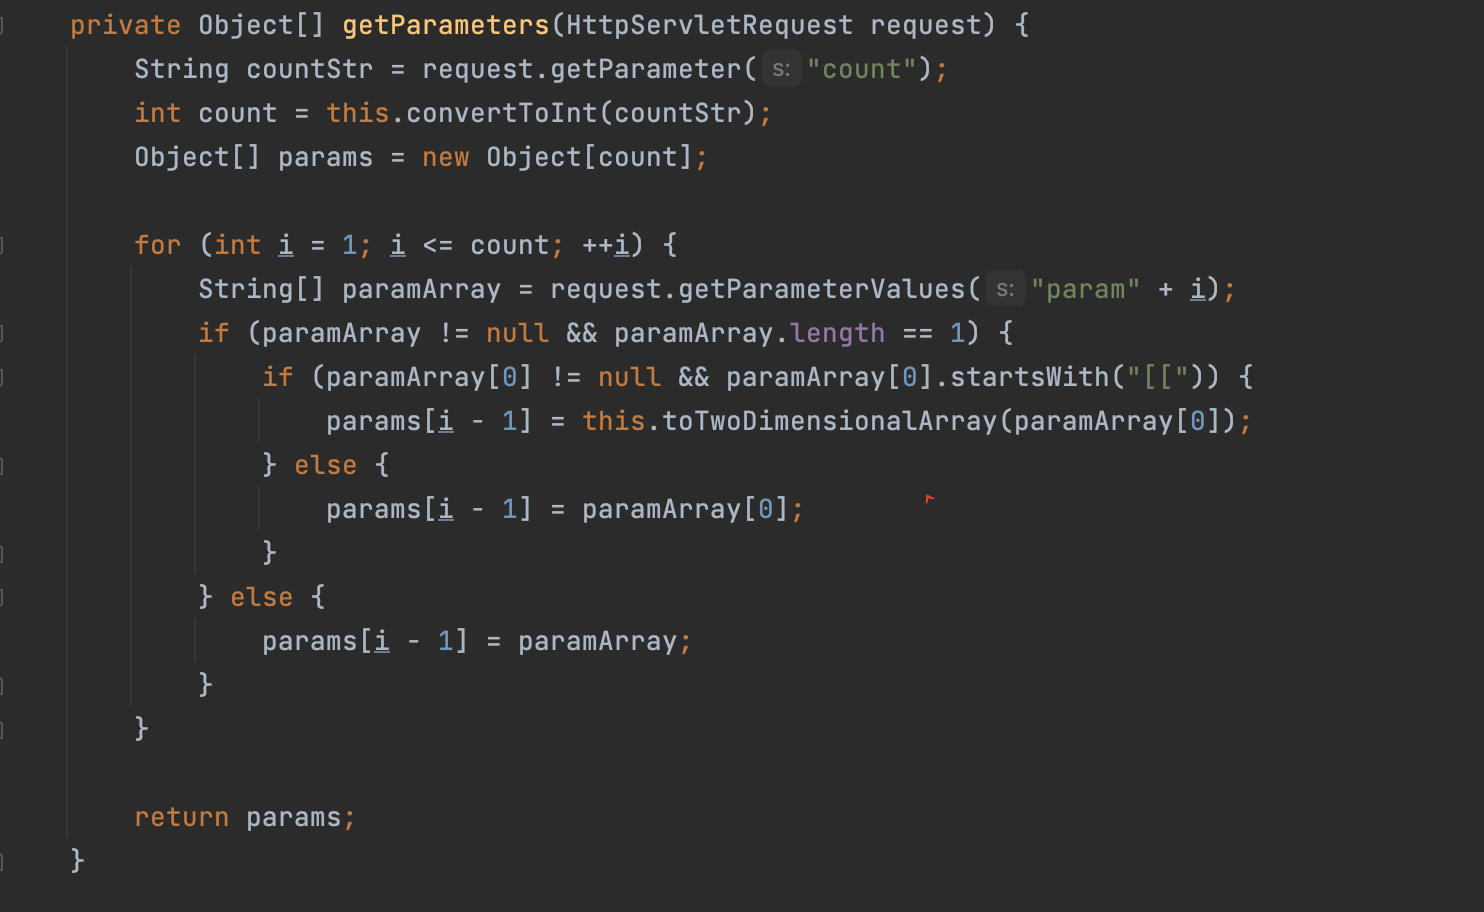 private Object[] getParameters(HttpServletRequest request) {
String countStr = request.getParameter( s: "count");
int count = this.convertToInt(countStr);
Object[] params = new Object[count];
for (int i = 1; i <= count; ++i) {
String[] paramArray = request.getParameterValues( s: "param" + i);
if (paramArray != null && paramArray.length == 1) {
if (paramArray[0] != null && paramArray[0].startsWith("[[")) {
params[i - 1] = this.toTwoDimensionalArray(paramArray[0]);
} else {
params[i - 1] = paramArray[0];
}
} else {
params[i - 1] = paramArray;
}
}
return params;
}